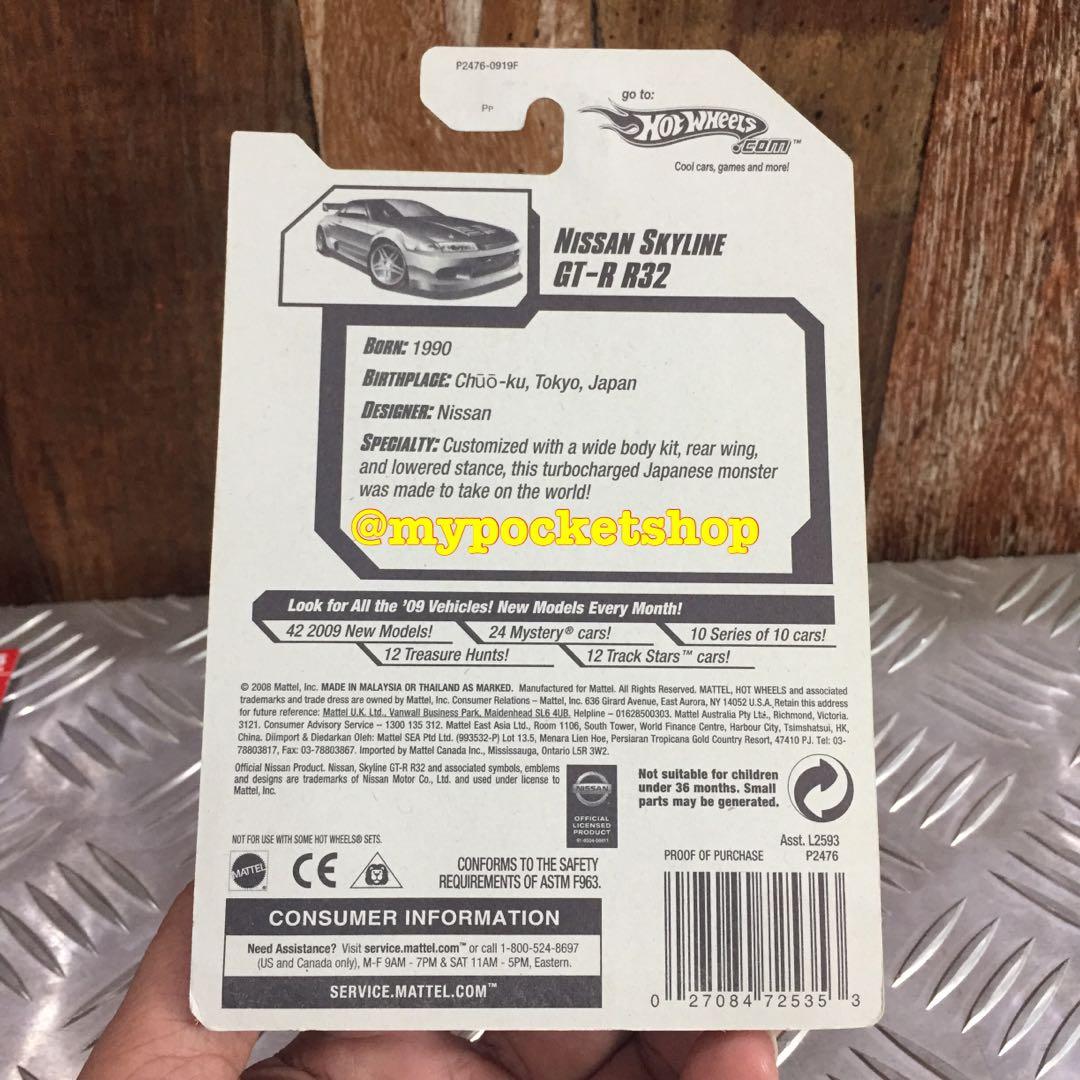 P2476-0919F
PP
go to:
HOT WHEELS
.COM™
Cool cars, games and more!
NISSAN SKYLINE
GT-R R32
BORN: 1990
BIRTHPLACE: Chūō-ku, Tokyo, Japan
DESIGNER: Nissan
SPECIALTY: Customized with a wide body kit, rear wing,
and lowered stance, this turbocharged Japanese monster
was made to take on the world!
@mypocketshop
Look for All the '09 Vehicles! New Models Every Month!
42 2009 New Models! 24 Mystery® cars! 10 Series of 10 cars!
12 Treasure Hunts! 12 Track Stars™ cars!
© 2008 Mattel, Inc. MADE IN MALAYSIA OR THAILAND AS MARKED. Manufactured for Mattel. All Rights Reserved. MATTEL, HOT WHEELS and associated
trademarks and trade dress are owned by Mattel, Inc. Consumer Relations – Mattel, Inc. 636 Girard Avenue, East Aurora, NY 14052 U.S.A. Retain this address
for future reference: Mattel U.K. Ltd., Vanwall Business Park, Maidenhead SL6 4UB. Helpline – 01628500303. Mattel Australia Pty Ltd., Richmond, Victoria.
3121. Consumer Advisory Service – 1300 135 312. Mattel East Asia Ltd., Room 1106, South Tower, World Finance Centre, Harbour City, Tsimshatsui, HK,
China. Diimport & Diedarkan Oleh: Mattel SEA Ptd Ltd. (993532-P) Lot 13.5, Menara Lien Hoe, Persiaran Tropicana Gold Country Resort, 47410 PJ. Tel: 03-
78803817, Fax: 03-78803867. Imported by Mattel Canada Inc., Mississauga, Ontario L5R 3W2.
Official Nissan Product. Nissan, Skyline GT-R R32 and associated symbols, emblems
and designs are trademarks of Nissan Motor Co., Ltd. and used under license to
Mattel, Inc.
NISSAN
OFFICIAL
LICENSED
PRODUCT
Not suitable for children
under 36 months. Small
parts may be generated.
NOT FOR USE WITH SOME HOT WHEELS® SETS.
MATTEL
CE
CONFORMS TO THE SAFETY
REQUIREMENTS OF ASTM F963.
Asst. L2593
PROOF OF PURCHASE P2476
CONSUMER INFORMATION
Need Assistance? Visit service.mattel.com™ or call 1-800-524-8697
(US and Canada only), M-F 9AM - 7PM & SAT 11AM - 5PM, Eastern.
SERVICE.MATTEL.COM™
0 27084 72535 3